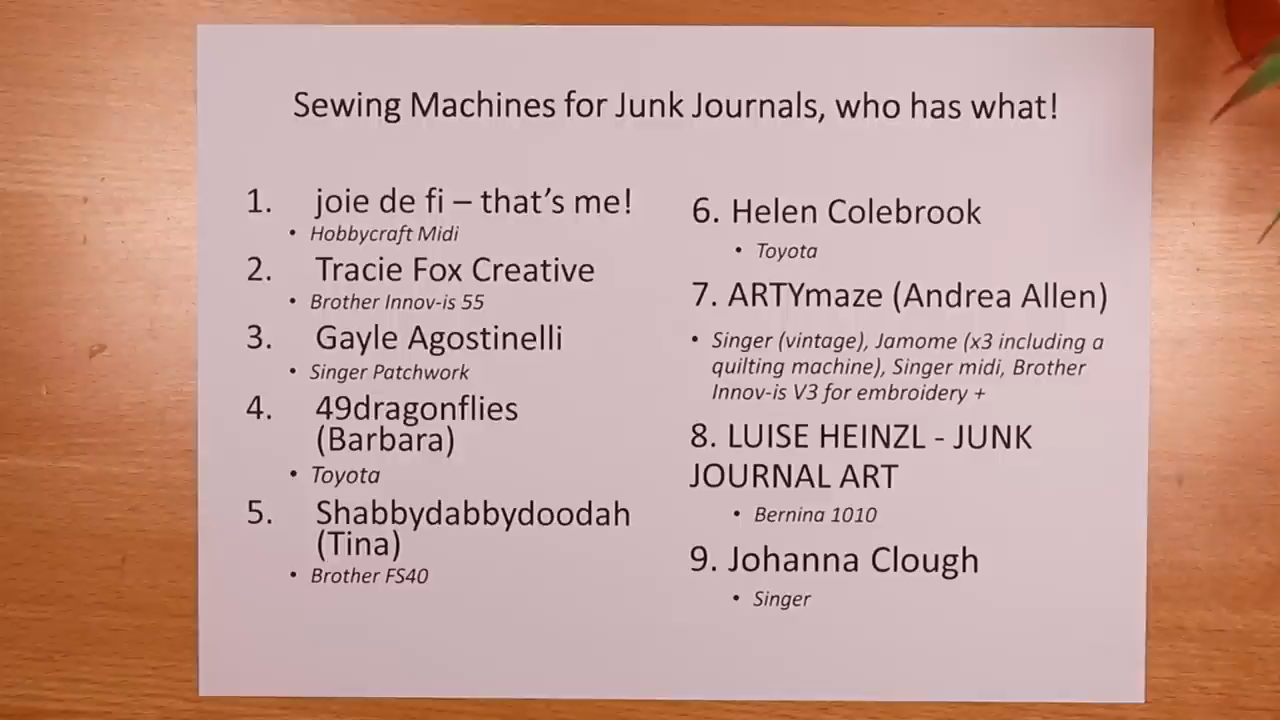 Sewing Machines for Junk Journals, who has what!
1. joie de fi – that's me!
• Hobbycraft Midi
2. Tracie Fox Creative
• Brother Innov-is 55
3. Gayle Agostinelli
• Singer Patchwork
4. 49dragonflies
(Barbara)
• Toyota
5. Shabbydabbydoodah
(Tina)
• Brother FS40
6. Helen Colebrook
• Toyota
7. ARTYmaze (Andrea Allen)
• Singer (vintage), Jamome (x3 including a
quilting machine), Singer midi, Brother
Innov-is V3 for embroidery +
8. LUISE HEINZL - JUNK
JOURNAL ART
• Bernina 1010
9. Johanna Clough
• Singer